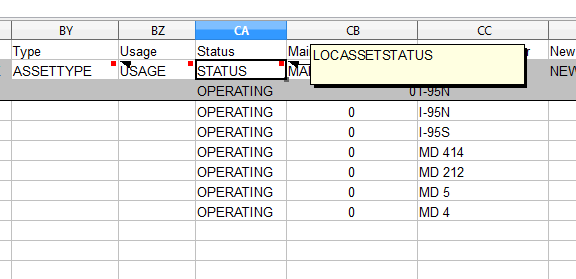 BY BZ CA CB CC
Type Usage Status Mai r New
ASSETTYPE USAGE STATUS MAI LOCASSETSTATUS NEW
OPERATING 0 I-95N
OPERATING 0 I-95N
OPERATING 0 I-95S
OPERATING 0 MD 414
OPERATING 0 MD 212
OPERATING 0 MD 5
OPERATING 0 MD 4